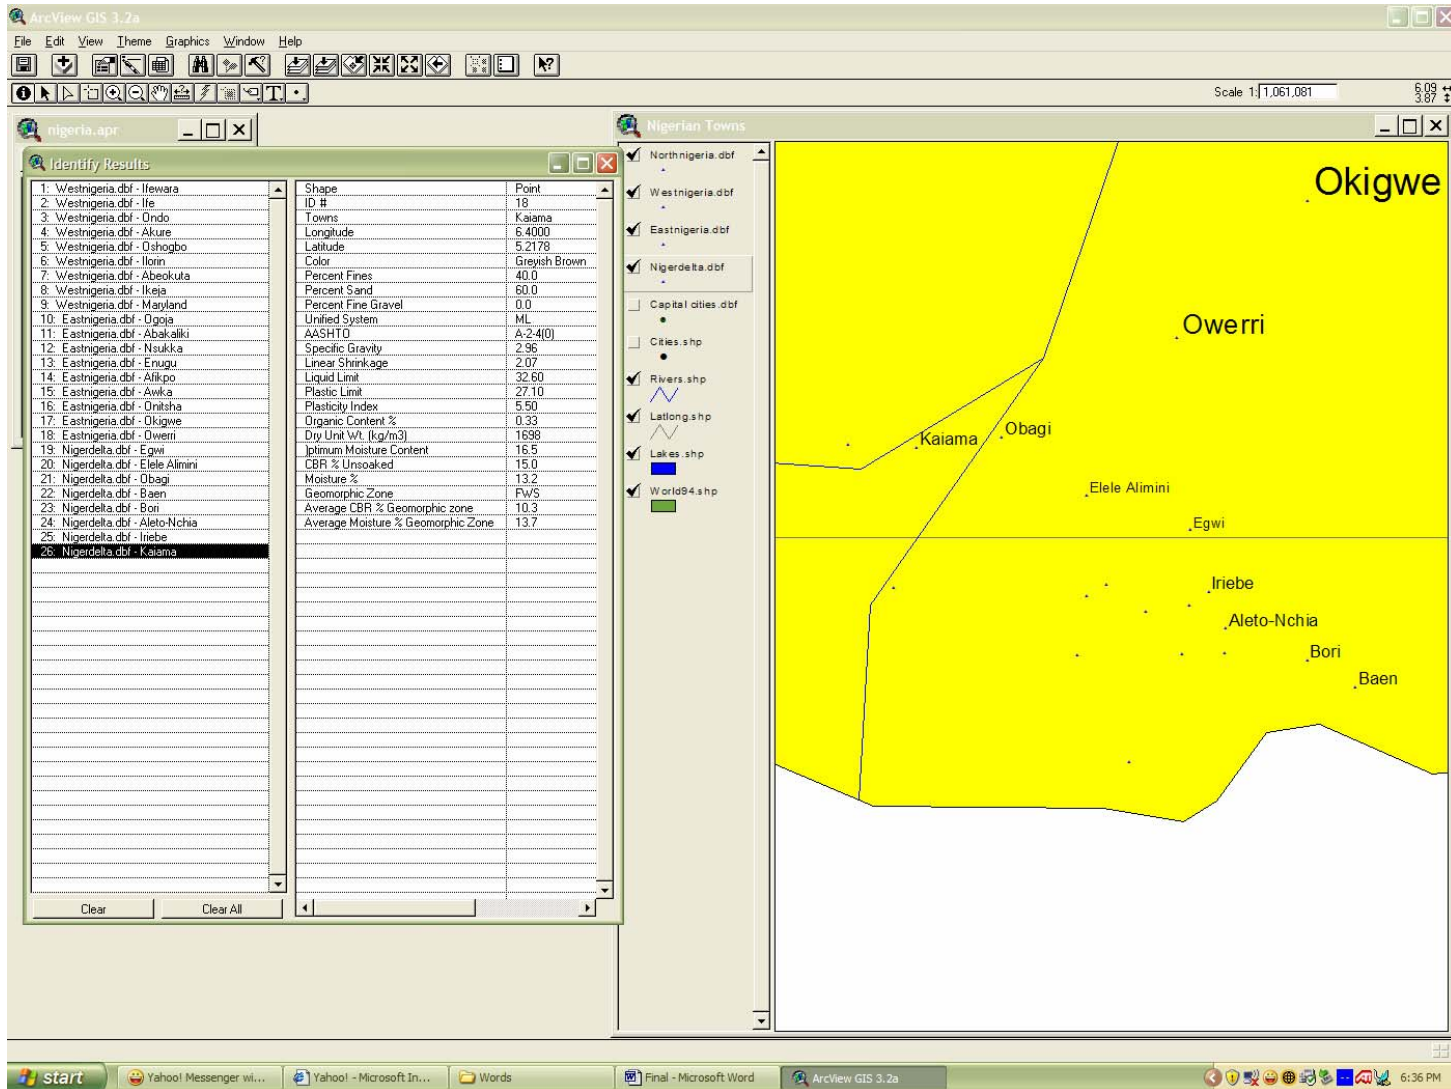 ArcView GIS 3.2a
File Edit View Theme Graphics Window Help
Scale 1: 1,061,081
6.09
3.87
nigeria.apr
Identify Results
1: Westnigeria.dbf - Ifewara
2: Westnigeria.dbf - Ife
3: Westnigeria.dbf - Ondo
4: Westnigeria.dbf - Akure
5: Westnigeria.dbf - Oshogbo
6: Westnigeria.dbf - Ilorin
7: Westnigeria.dbf - Abeokuta
8: Westnigeria.dbf - Ikeja
9: Westnigeria.dbf - Maryland
10: Eastnigeria.dbf - Ogoja
11: Eastnigeria.dbf - Abakaliki
12: Eastnigeria.dbf - Nsukka
13: Eastnigeria.dbf - Enugu
14: Eastnigeria.dbf - Afikpo
15: Eastnigeria.dbf - Awka
16: Eastnigeria.dbf - Onitsha
17: Eastnigeria.dbf - Okigwe
18: Eastnigeria.dbf - Owerri
19: Nigerdelta.dbf - Egwi
20: Nigerdelta.dbf - Elele Alimini
21: Nigerdelta.dbf - Obagi
22: Nigerdelta.dbf - Baen
23: Nigerdelta.dbf - Bori
24: Nigerdelta.dbf - Aleto-Nchia
25: Nigerdelta.dbf - Iriebe
26: Nigerdelta.dbf - Kaiama
Shape Point
ID # 18
Towns Kaiama
Longitude 6.4000
Latitude 5.2178
Color Greyish Brown
Percent Fines 40.0
Percent Sand 60.0
Percent Fine Gravel 0.0
Unified System ML
AASHTO A-2-4(0)
Specific Gravity 2.96
Linear Shrinkage 2.07
Liquid Limit 32.60
Plastic Limit 27.10
Plasticity Index 5.50
Organic Content % 0.33
Dry Unit Wt. (kg/m3) 1698
)ptimum Moisture Content 16.5
CBR % Unsoaked 15.0
Moisture % 13.2
Geomorphic Zone FWS
Average CBR % Geomorphic zone 10.3
Average Moisture % Geomorphic Zone 13.7
Clear Clear All
Nigerian Towns
Northnigeria.dbf
Westnigeria.dbf
Eastnigeria.dbf
Nigerdelta.dbf
Capital cities.dbf
Cities.shp
Rivers.shp
Latlong.shp
Lakes.shp
World94.shp
Okigwe
Owerri
Kaiama
Obagi
Elele Alimini
Egwi
Iriebe
Aleto-Nchia
Bori
Baen
start Yahoo! Messenger wi... Yahoo! - Microsoft In... Words Final - Microsoft Word ArcView GIS 3.2a 6:36 PM